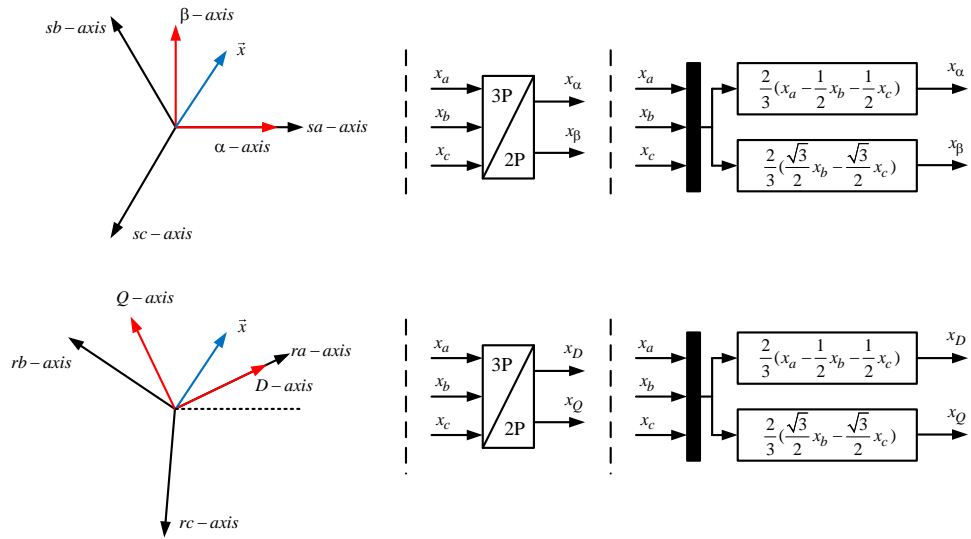 sb – axis
β – axis
x⃗
sa – axis
α – axis
sc – axis
x_a
x_b
x_c
3P
2P
x_α
x_β
x_a
x_b
x_c
2/3(x_a – 1/2 x_b – 1/2 x_c)
2/3(√3/2 x_b – √3/2 x_c)
x_α
x_β
Q – axis
x⃗
rb – axis
ra – axis
D – axis
rc – axis
x_a
x_b
x_c
3P
2P
x_D
x_Q
x_a
x_b
x_c
2/3(x_a – 1/2 x_b – 1/2 x_c)
2/3(√3/2 x_b – √3/2 x_c)
x_D
x_Q